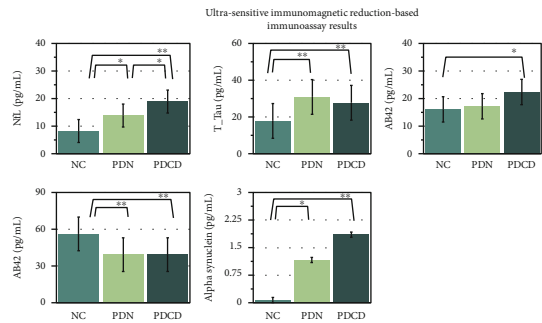 Ultra-sensitive immunomagnetic reduction-based
immunoassay results
NfL (pg/mL)
40
30
20
10
0
**
*
*
NC PDN PDCD
T_Tau (pg/mL)
60
40
20
0
**
**
NC PDN PDCD
AB42 (pg/mL)
40
30
20
10
0
*
NC PDN PDCD
AB42 (pg/mL)
90
60
30
0
**
**
NC PDN PDCD
Alpha synuclein (pg/mL)
3
2.25
1.5
0.75
0
**
*
NC PDN PDCD